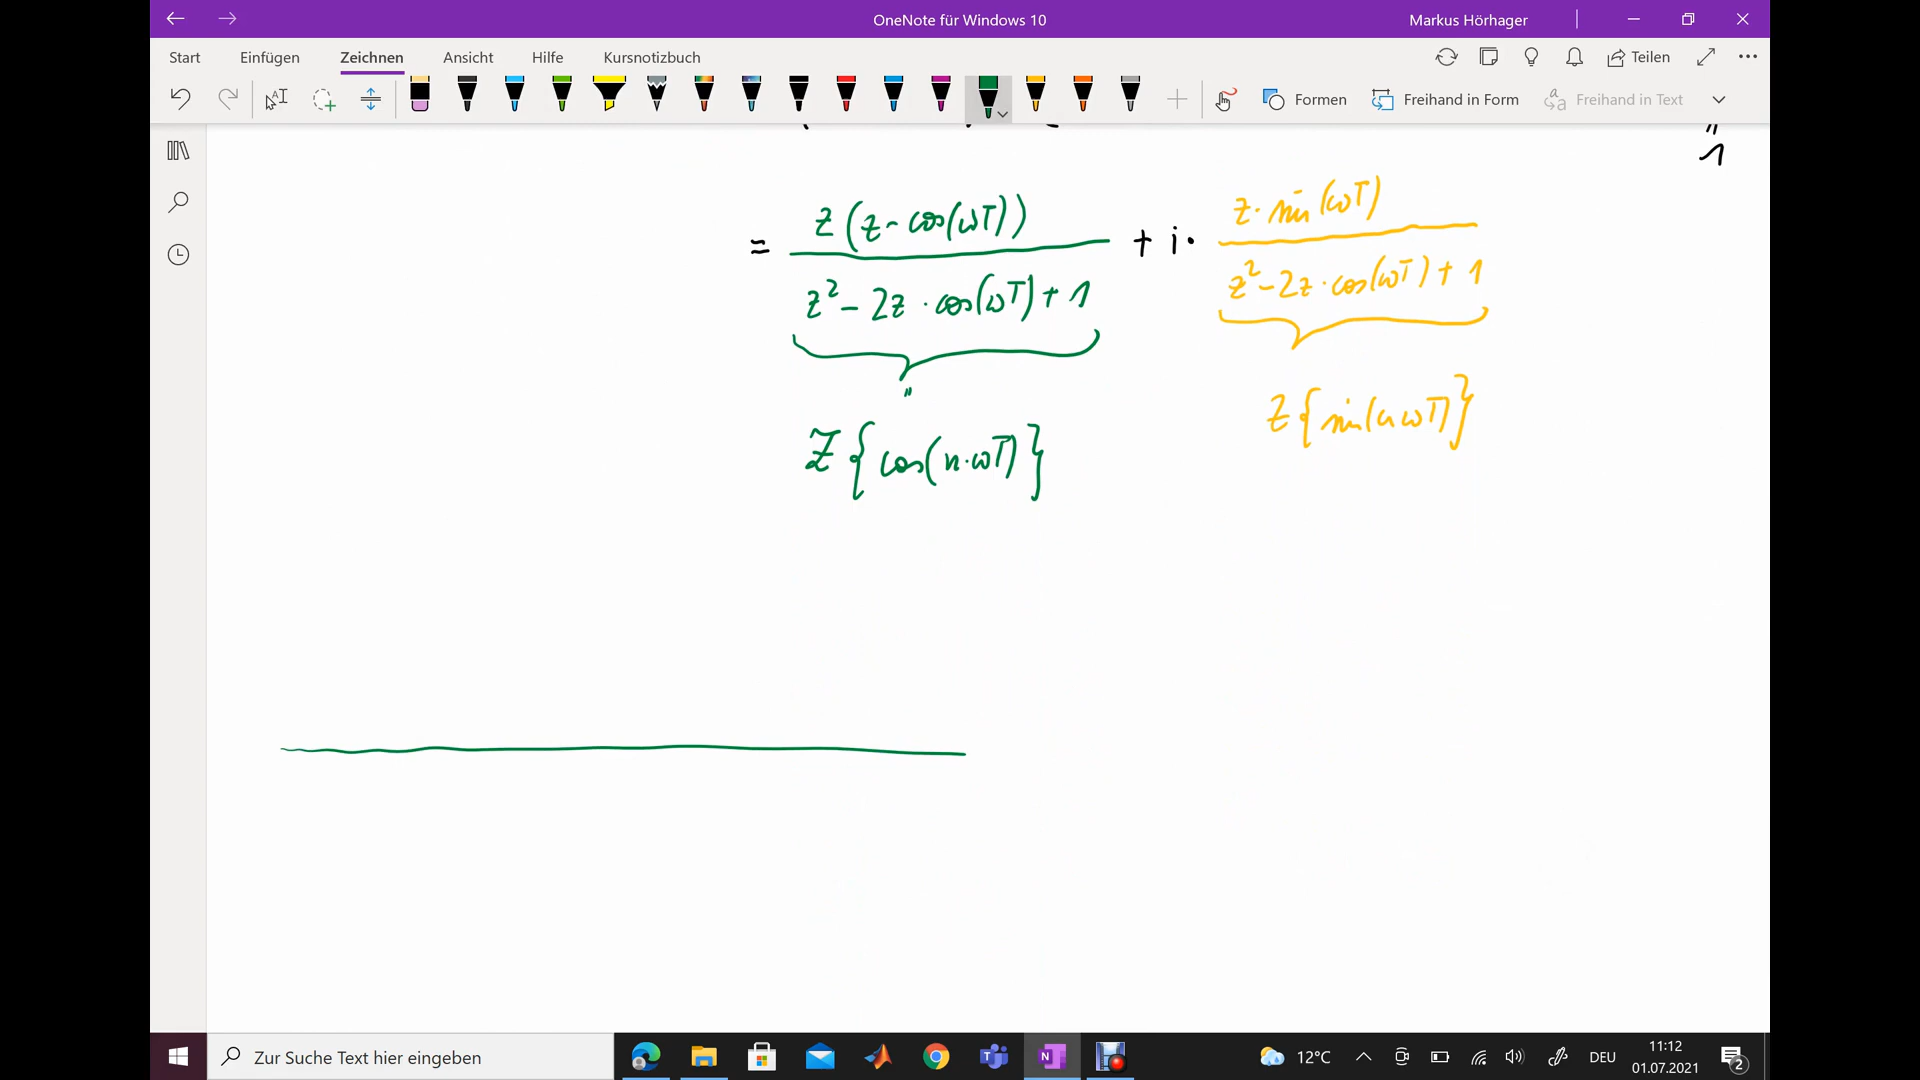 OneNote für Windows 10
Markus Hörhager
Start Einfügen Zeichnen Ansicht Hilfe Kursnotizbuch
Teilen
Formen Freihand in Form Freihand in Text
"
1
= z(z-cos(ωT)) / z²-2z·cos(ωT)+1 + i· z·sin(ωT) / z²-2z·cos(ωT)+1
"
Z{cos(n·ωT)} Z{sin(nωT)}
Zur Suche Text hier eingeben
12°C
DEU
11:12
01.07.2021
2